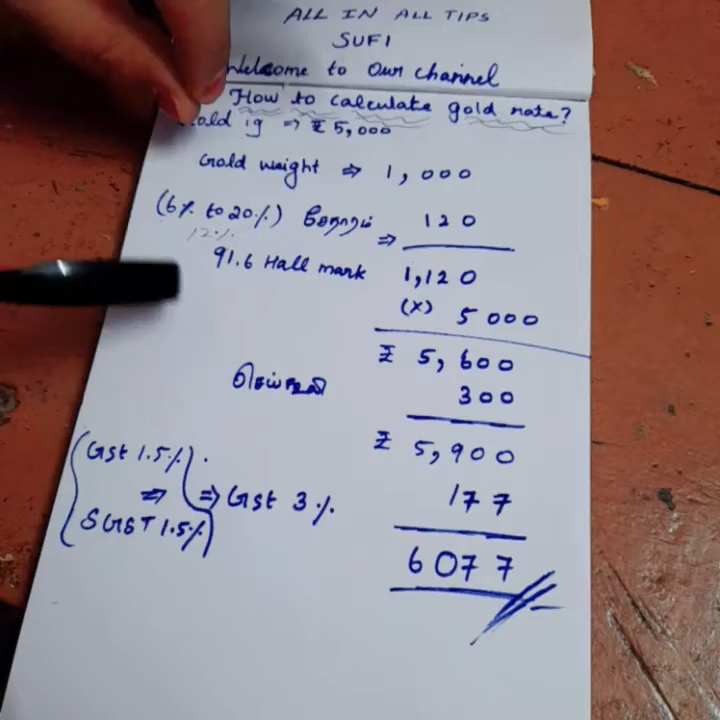 ALL IN ALL TIPS
SUFI
Welcome to Our channel
How to calculate gold rate?
Gold 1g => ₹ 5,000
Gold weight => 1,000
(6% to 20%) சேதாரம் => 120
12%
91.6 Hall mark 1,120
(x) 5000
₹ 5,600
செய்கூலி 300
₹ 5,900
(Gst 1.5%)
=> => Gst 3% 177
SGST 1.5%
6077